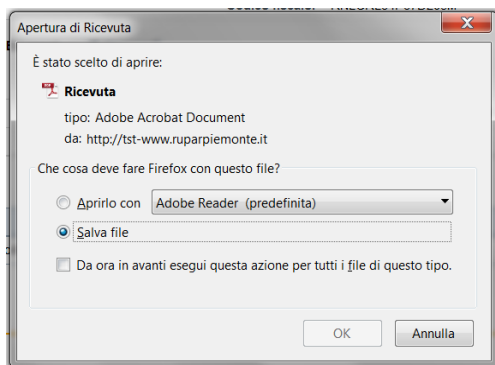 Apertura di Ricevuta
È stato scelto di aprire:
Ricevuta
tipo: Adobe Acrobat Document
da: http://tst-www.ruparpiemonte.it
Che cosa deve fare Firefox con questo file?
Aprirlo con Adobe Reader (predefinita)
Salva file
Da ora in avanti esegui questa azione per tutti i file di questo tipo.
OK Annulla